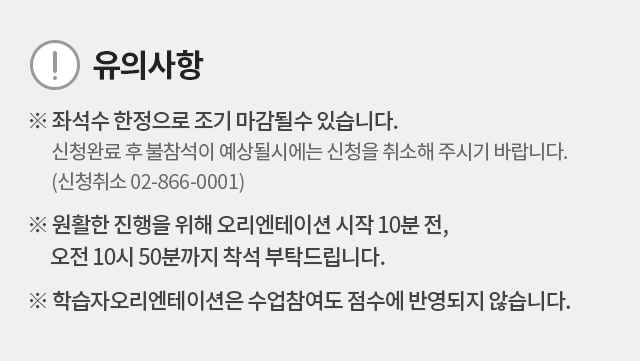 유의사항
※ 좌석수 한정으로 조기 마감될수 있습니다.
신청완료 후 불참석이 예상될시에는 신청을 취소해 주시기 바랍니다.
(신청취소 02-866-0001)
※ 원활한 진행을 위해 오리엔테이션 시작 10분 전,
오전 10시 50분까지 착석 부탁드립니다.
※ 학습자오리엔테이션은 수업참여도 점수에 반영되지 않습니다.